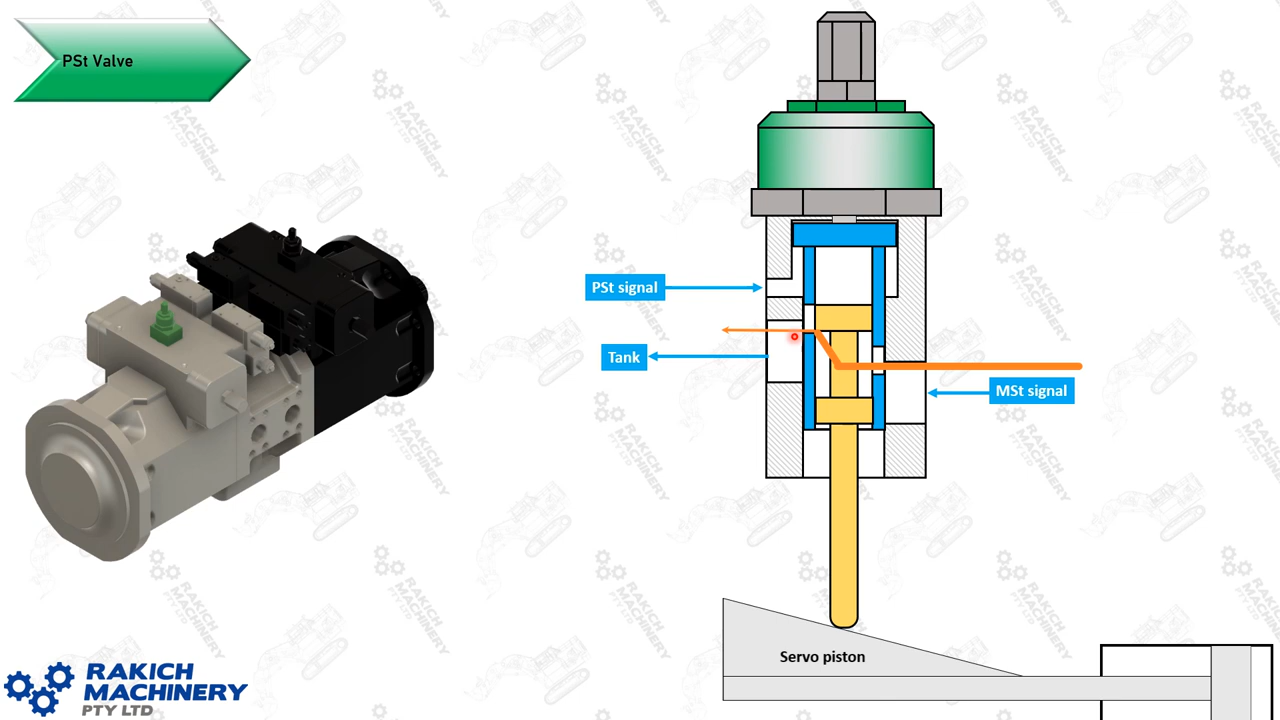 PSt Valve
PSt signal
Tank
MSt signal
Servo piston
RAKICH
MACHINERY
PTY LTD